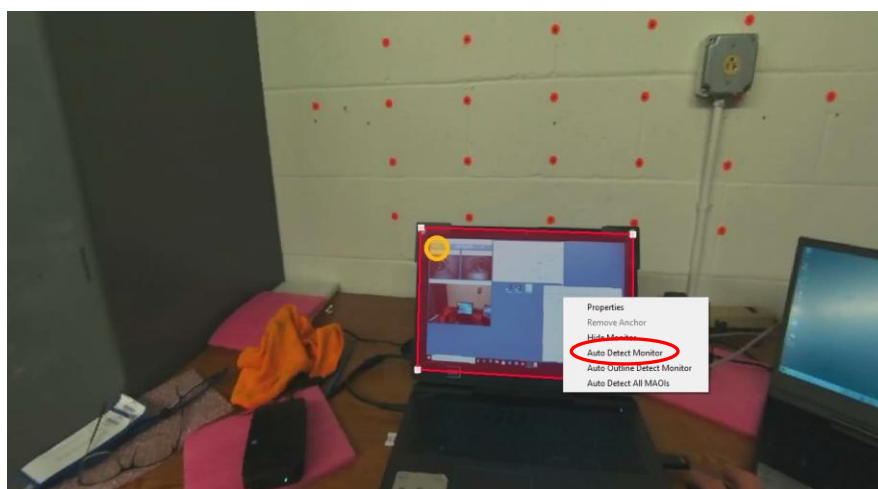 Properties
Remove Anchor
Hide Monitor
Auto Detect Monitor
Auto Outline Detect Monitor
Auto Detect All MAOIs